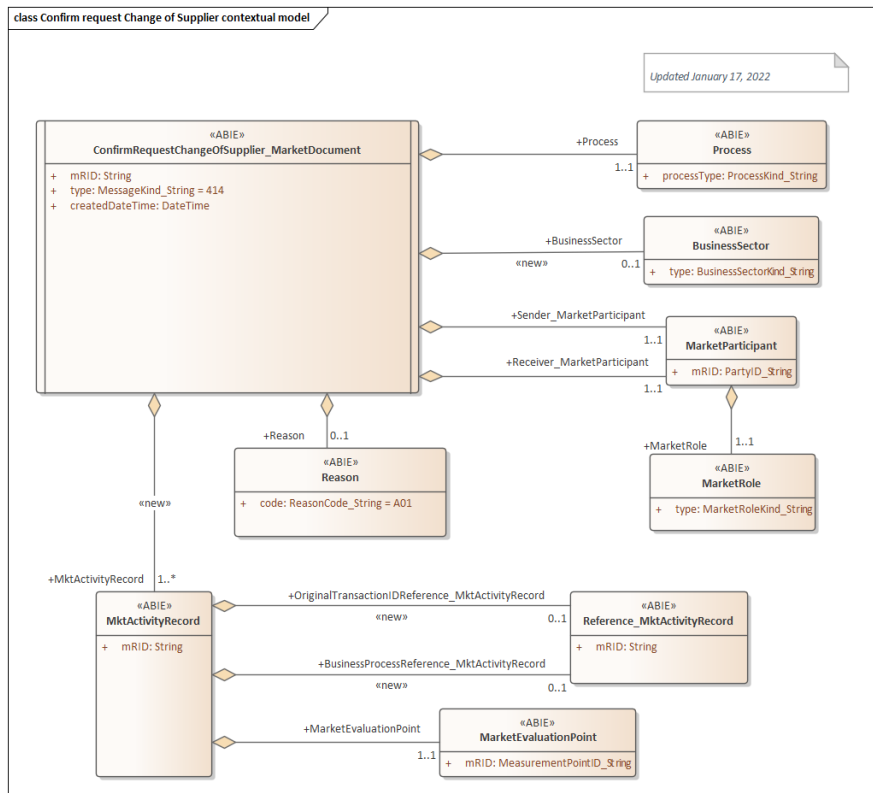 class Confirm request Change of Supplier contextual model
Updated January 17, 2022
«ABIE»
ConfirmRequestChangeOfSupplier_MarketDocument
+ mRID: String
+ type: MessageKind_String = 414
+ createdDateTime: DateTime
+Process
1..1
«ABIE»
Process
+ processType: ProcessKind_String
+BusinessSector
«new»
0..1
«ABIE»
BusinessSector
+ type: BusinessSectorKind_String
+Sender_MarketParticipant
1..1
+Receiver_MarketParticipant
1..1
«ABIE»
MarketParticipant
+ mRID: PartyID_String
+MarketRole
1..1
«ABIE»
MarketRole
+ type: MarketRoleKind_String
+Reason
0..1
«ABIE»
Reason
+ code: ReasonCode_String = A01
«new»
+MktActivityRecord
1..*
«ABIE»
MktActivityRecord
+ mRID: String
+OriginalTransactionIDReference_MktActivityRecord
«new»
0..1
+BusinessProcessReference_MktActivityRecord
«new»
0..1
«ABIE»
Reference_MktActivityRecord
+ mRID: String
+MarketEvaluationPoint
1..1
«ABIE»
MarketEvaluationPoint
+ mRID: MeasurementPointID_String